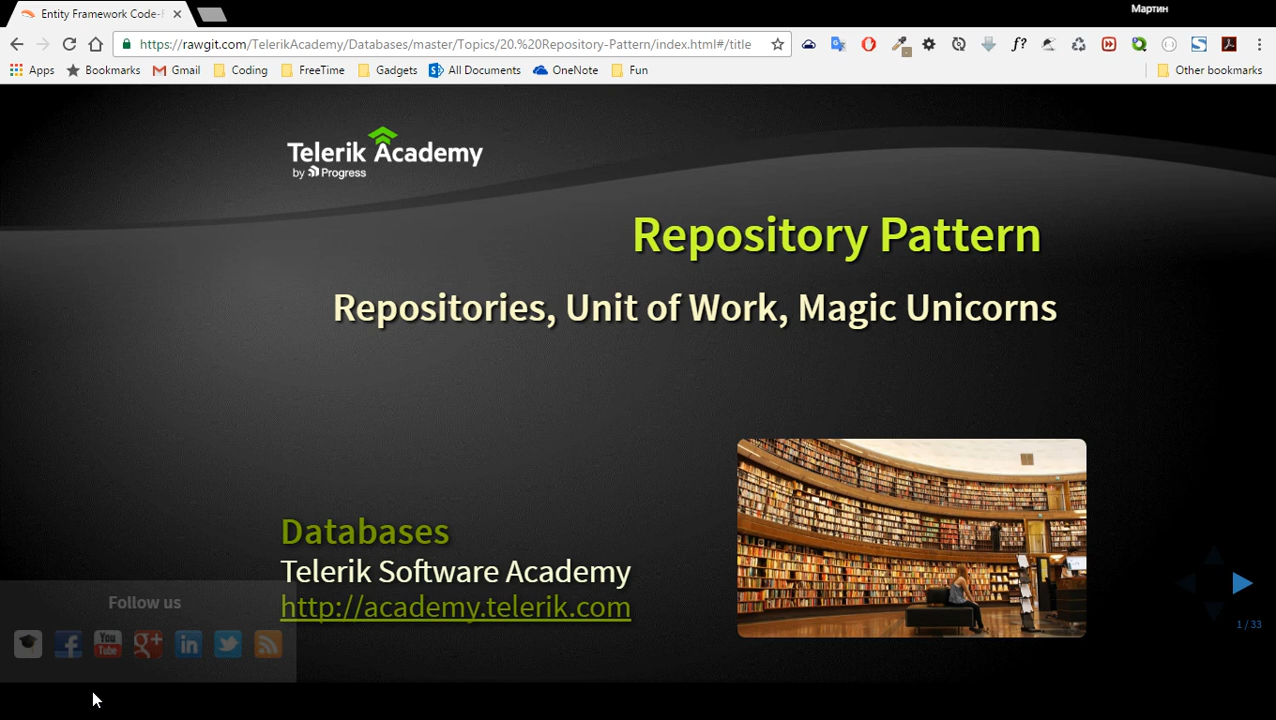 Entity Framework Code-F
Мартин
https://rawgit.com/TelerikAcademy/Databases/master/Topics/20.%20Repository-Pattern/index.html#/title
Apps
Bookmarks
Gmail
Coding
FreeTime
Gadgets
All Documents
OneNote
Fun
Other bookmarks
Telerik Academy
by Progress
Repository Pattern
Repositories, Unit of Work, Magic Unicorns
Databases
Telerik Software Academy
http://academy.telerik.com
Follow us
You
Tube
1 / 33